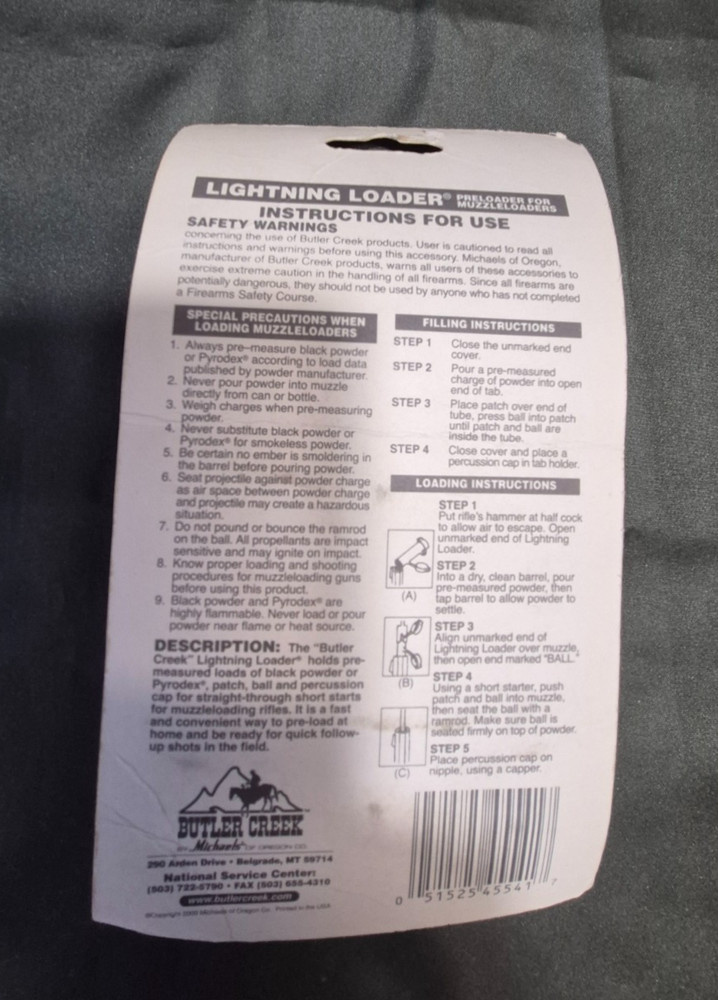 LIGHTNING LOADER® PRELOADER FOR
MUZZLELOADERS
INSTRUCTIONS FOR USE
SAFETY WARNINGS
concerning the use of Butler Creek products. User is cautioned to read all
instructions and warnings before using this accessory. Michaels of Oregon,
manufacturer of Butler Creek products, warns all users of these accessories to
exercise extreme caution in the handling of all firearms. Since all firearms are
potentially dangerous, they should not be used by anyone who has not completed
a Firearms Safety Course.
SPECIAL PRECAUTIONS WHEN
LOADING MUZZLELOADERS
1. Always pre-measure black powder
or Pyrodex® according to load data
published by powder manufacturer.
2. Never pour powder into muzzle
directly from can or bottle.
3. Weigh charges when pre-measuring
powder.
4. Never substitute black powder or
Pyrodex® for smokeless powder.
5. Be certain no ember is smoldering in
the barrel before pouring powder.
6. Seat projectile against powder charge
as air space between powder charge
and projectile may create a hazardous
situation.
7. Do not pound or bounce the ramrod
on the ball. All propellants are impact
sensitive and may ignite on impact.
8. Know proper loading and shooting
procedures for muzzleloading guns
before using this product.
9. Black powder and Pyrodex® are
highly flammable. Never load or pour
powder near flame or heat source.
DESCRIPTION: The "Butler
Creek" Lightning Loader® holds pre-
measured loads of black powder or
Pyrodex®, patch, ball and percussion
cap for straight-through short starts
for muzzleloading rifles. It is a fast
and convenient way to pre-load at
home and be ready for quick follow-
up shots in the field.
BUTLER CREEK
BY Michaels OF OREGON CO.
290 Arden Drive • Belgrade, MT 59714
National Service Center:
(503) 722-5790 • FAX (503) 655-4310
www.butlercreek.com
©Copyright 2000 Michaels of Oregon Co. Printed in the USA
FILLING INSTRUCTIONS
STEP 1 Close the unmarked end
cover.
STEP 2 Pour a pre-measured
charge of powder into open
end of tab.
STEP 3 Place patch over end of
tube, press ball into patch
until patch and ball are
inside the tube.
STEP 4 Close cover and place a
percussion cap in tab holder.
LOADING INSTRUCTIONS
STEP 1
Put rifle's hammer at half cock
to allow air to escape. Open
unmarked end of Lightning
Loader.
STEP 2
Into a dry, clean barrel, pour
pre-measured powder, then
tap barrel to allow powder to
settle.
(A)
STEP 3
Align unmarked end of
Lightning Loader over muzzle,
then open end marked "BALL."
(B)
STEP 4
Using a short starter, push
patch and ball into muzzle,
then seat the ball with a
ramrod. Make sure ball is
seated firmly on top of powder.
STEP 5
Place percussion cap on
nipple, using a capper.
(C)
0 51525 45541 7